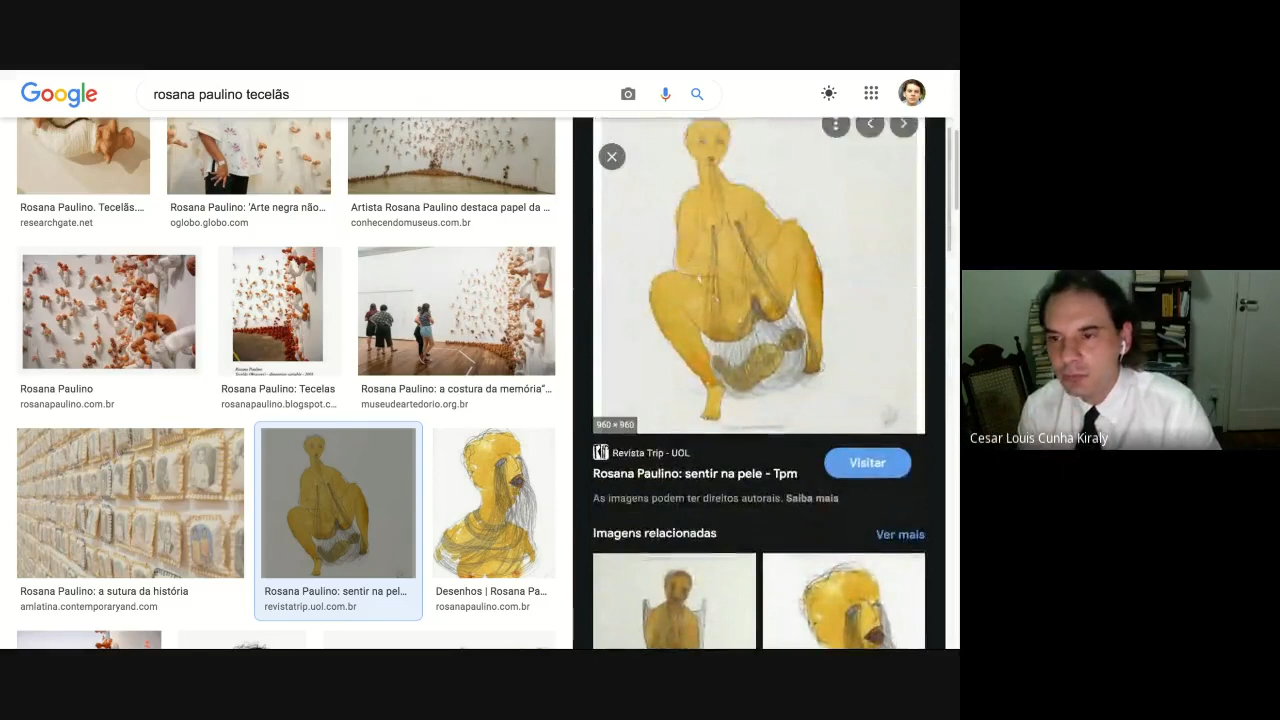 Google
rosana paulino tecelãs
Rosana Paulino. Tecelãs....
researchgate.net
Rosana Paulino: 'Arte negra não...
oglobo.globo.com
Artista Rosana Paulino destaca papel da ...
conhecendomuseus.com.br
Rosana Paulino
rosanapaulino.com.br
Rosana Paulino: Tecelas
rosanapaulino.blogspot.c...
Rosana Paulino: a costura da memória"...
museudeartedorio.org.br
Rosana Paulino: a sutura da história
amlatina.contemporaryand.com
Rosana Paulino: sentir na pel...
revistatrip.uol.com.br
Desenhos | Rosana Pa...
rosanapaulino.com.br
960 × 960
Revista Trip - UOL
Rosana Paulino: sentir na pele - Tpm
Visitar
As imagens podem ter direitos autorais. Saiba mais
Imagens relacionadas
Ver mais
Cesar Louis Cunha Kiraly